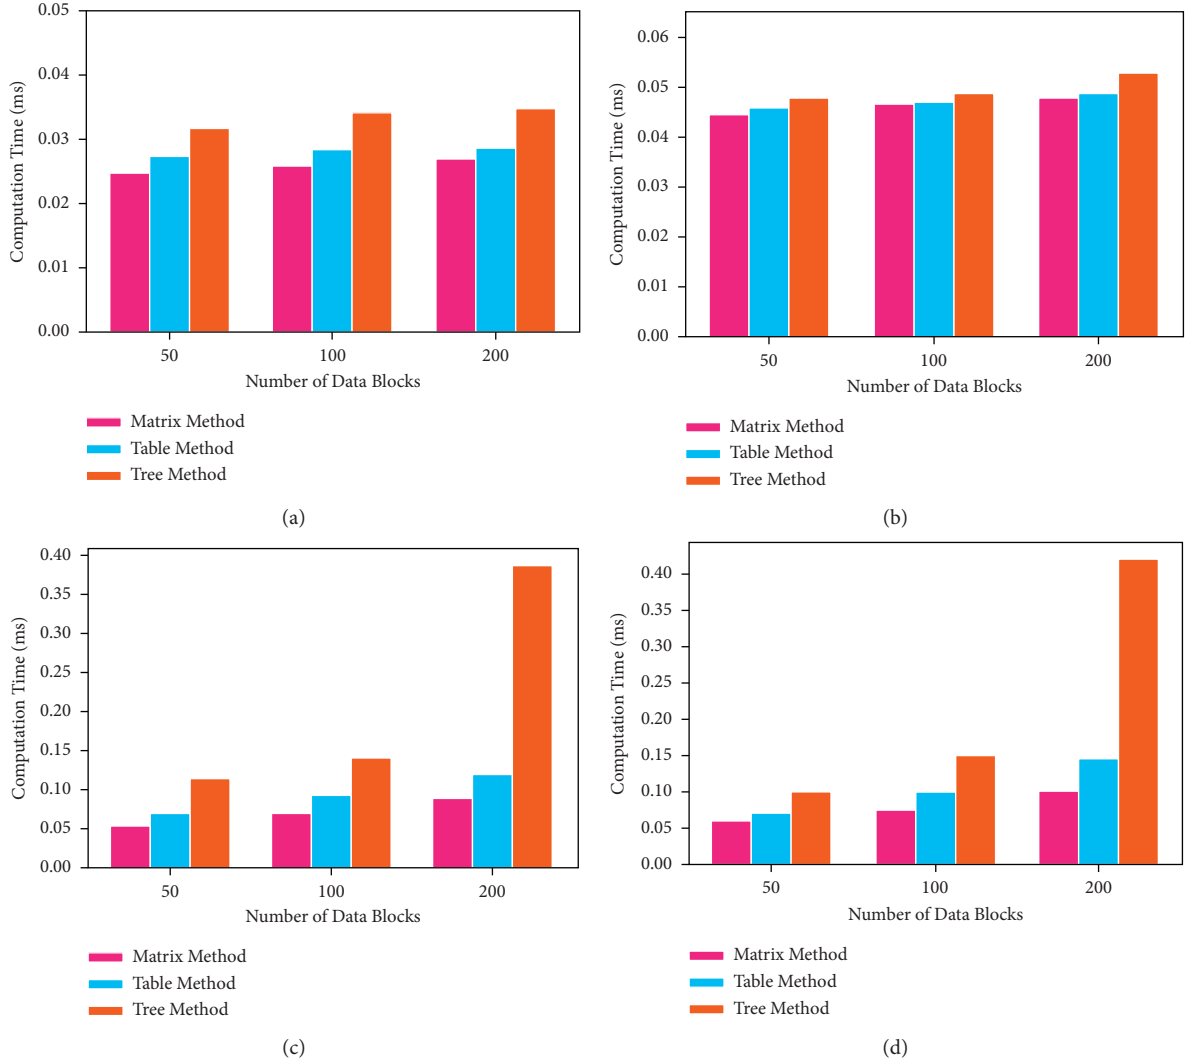 0.05
0.04
0.03
0.02
0.01
0.00
Computation Time (ms)
50
100
200
Number of Data Blocks
Matrix Method
Table Method
Tree Method
(a)
0.06
0.05
0.04
0.03
0.02
0.01
0.00
Computation Time (ms)
50
100
200
Number of Data Blocks
Matrix Method
Table Method
Tree Method
(b)
0.40
0.35
0.30
0.25
0.20
0.15
0.10
0.05
0.00
Computation Time (ms)
50
100
200
Number of Data Blocks
Matrix Method
Table Method
Tree Method
(c)
0.40
0.35
0.30
0.25
0.20
0.15
0.10
0.05
0.00
Computation Time (ms)
50
100
200
Number of Data Blocks
Matrix Method
Table Method
Tree Method
(d)